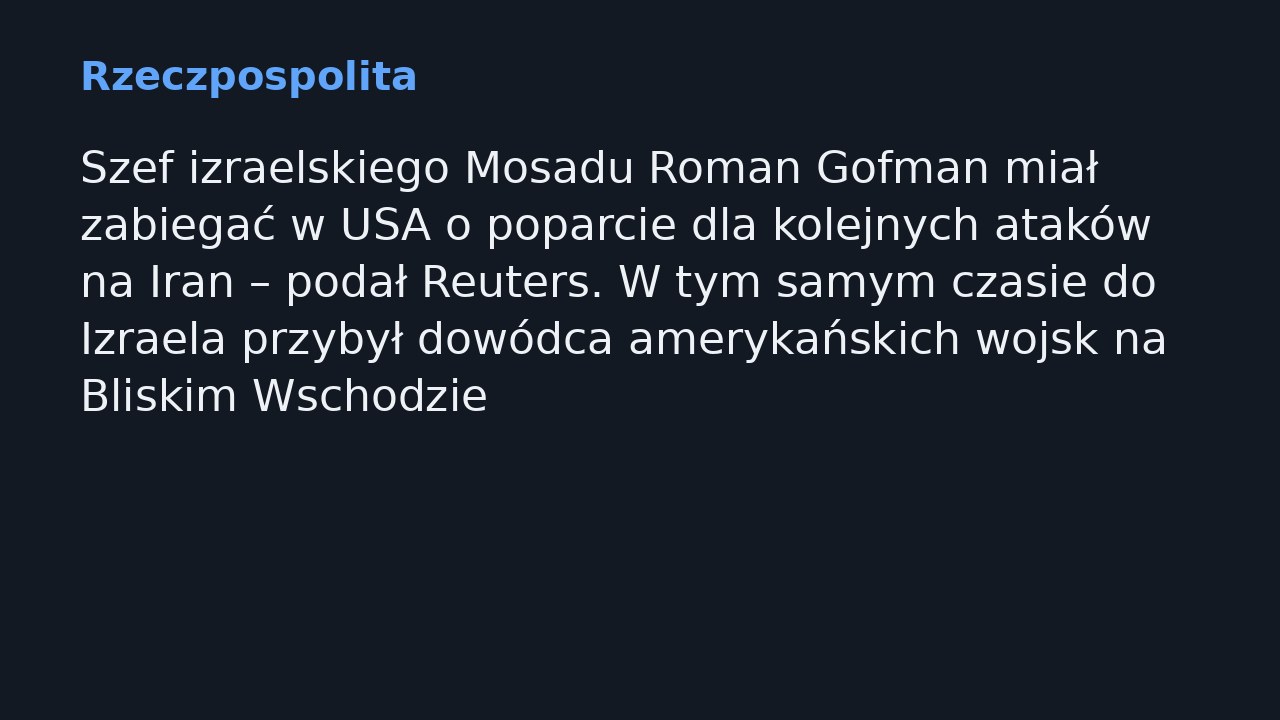 Rzeczpospolita
Szef izraelskiego Mosadu Roman Gofman miał
zabiegać w USA o poparcie dla kolejnych ataków
na Iran – podał Reuters. W tym samym czasie do
Izraela przybył dowódca amerykańskich wojsk na
Bliskim Wschodzie